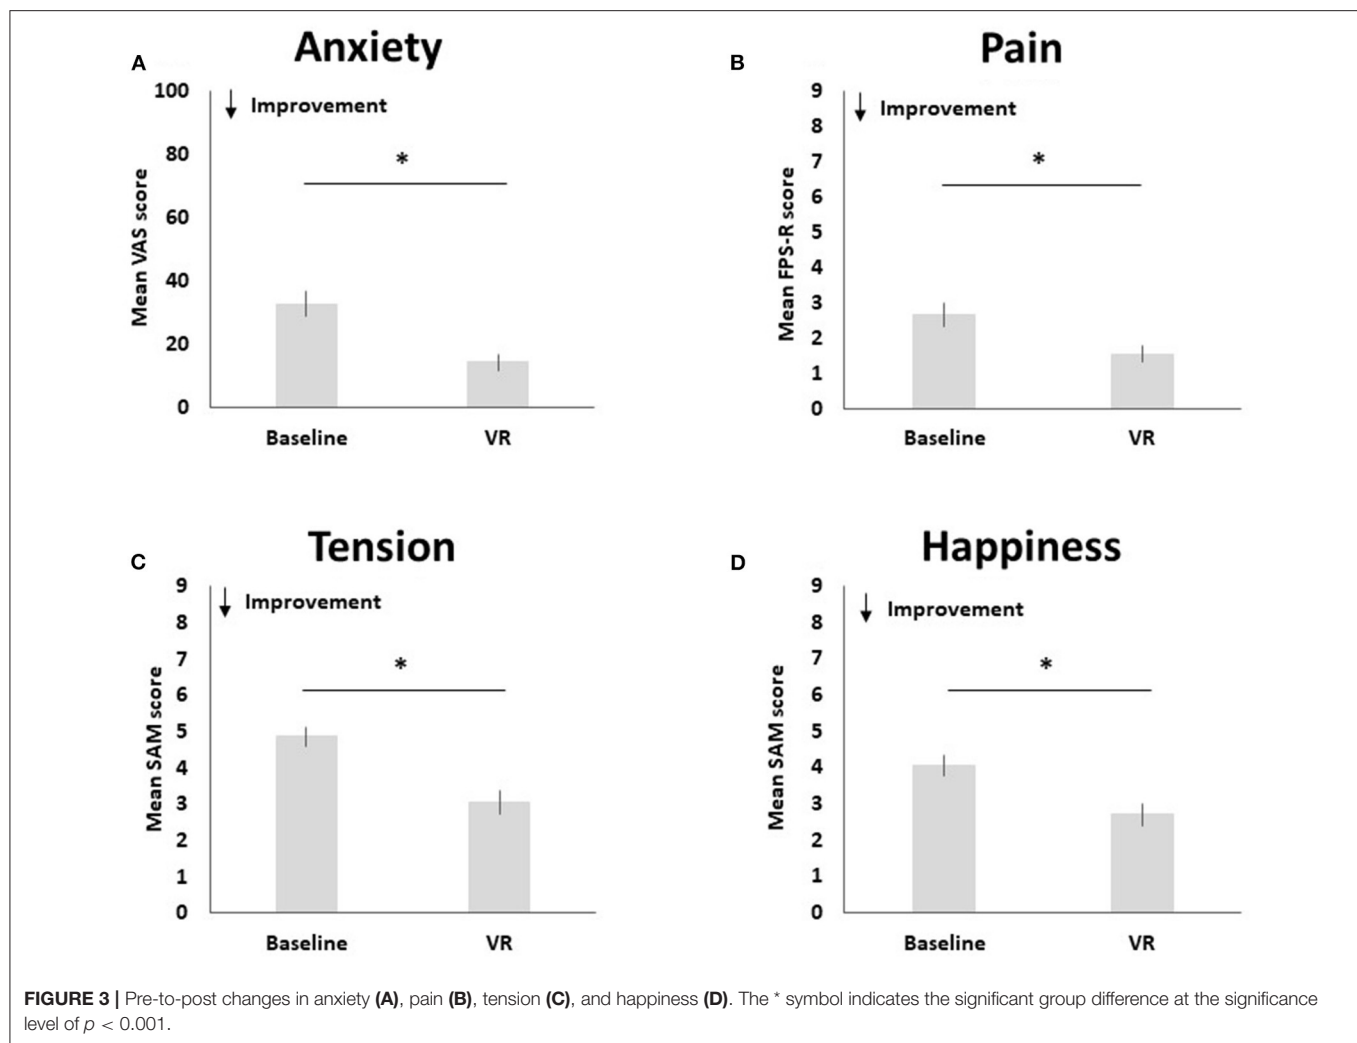 A
Anxiety
100
80
60
40
20
0
Mean VAS score
↓ Improvement
*
Baseline VR
B
Pain
9
8
7
6
5
4
3
2
1
0
Mean FPS-R score
↓ Improvement
*
Baseline VR
C
Tension
9
8
7
6
5
4
3
2
1
0
Mean SAM score
↓ Improvement
*
Baseline VR
D
Happiness
9
8
7
6
5
4
3
2
1
0
Mean SAM score
↓ Improvement
*
Baseline VR
FIGURE 3 | Pre-to-post changes in anxiety (A), pain (B), tension (C), and happiness (D). The * symbol indicates the significant group difference at the significance
level of p < 0.001.